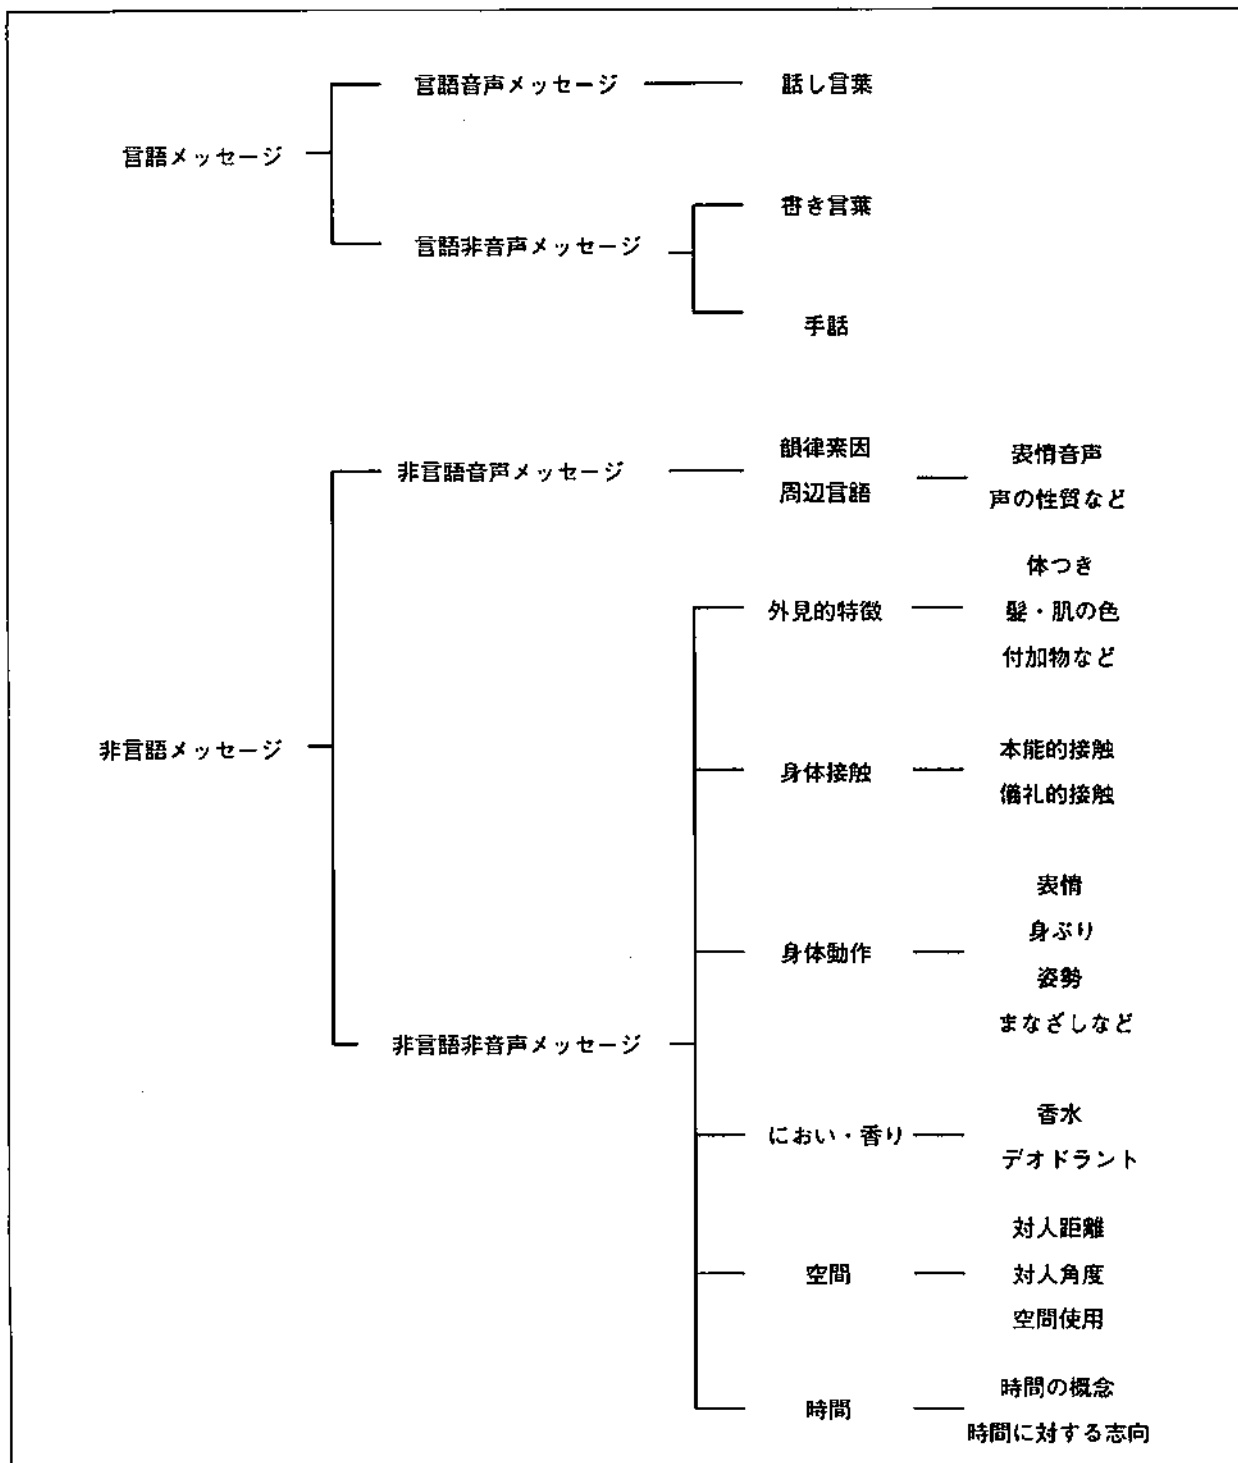 言語音声メッセージ
話し言葉
言語メッセージ
書き言葉
言語非音声メッセージ
手話
韻律素因
周辺言語
非言語音声メッセージ
表情音声
声の性質など
体つき
髪・肌の色
付加物など
外見的特徴
非言語メッセージ
身体接触
本能的接触
儀礼的接触
身体動作
表情
身ぶり
姿勢
まなざしなど
非言語非音声メッセージ
におい・香り
香水
デオドラント
空間
対人距離
対人角度
空間使用
時間
時間の概念
時間に対する志向